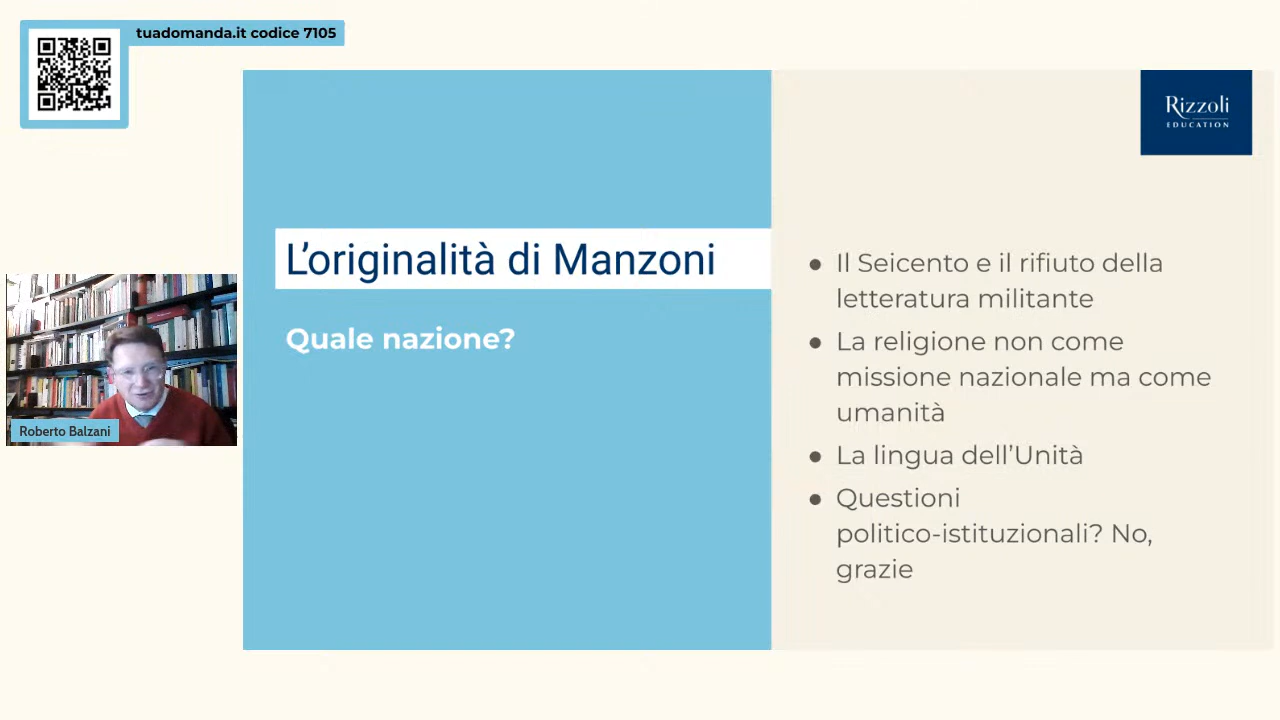 tuadomanda.it codice 7105
Rizzoli
EDUCATION
L’originalità di Manzoni
Quale nazione?
Il Seicento e il rifiuto della
letteratura militante
La religione non come
missione nazionale ma come
umanità
La lingua dell’Unità
Questioni
politico-istituzionali? No,
grazie
Roberto Balzani